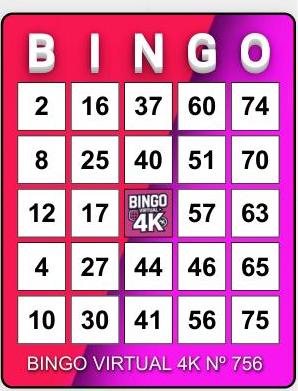 B I N G O
2 16 37 60 74
8 25 40 51 70
12 17 BINGO VIRTUAL 4K 57 63
4 27 44 46 65
10 30 41 56 75
BINGO VIRTUAL 4K Nº 756